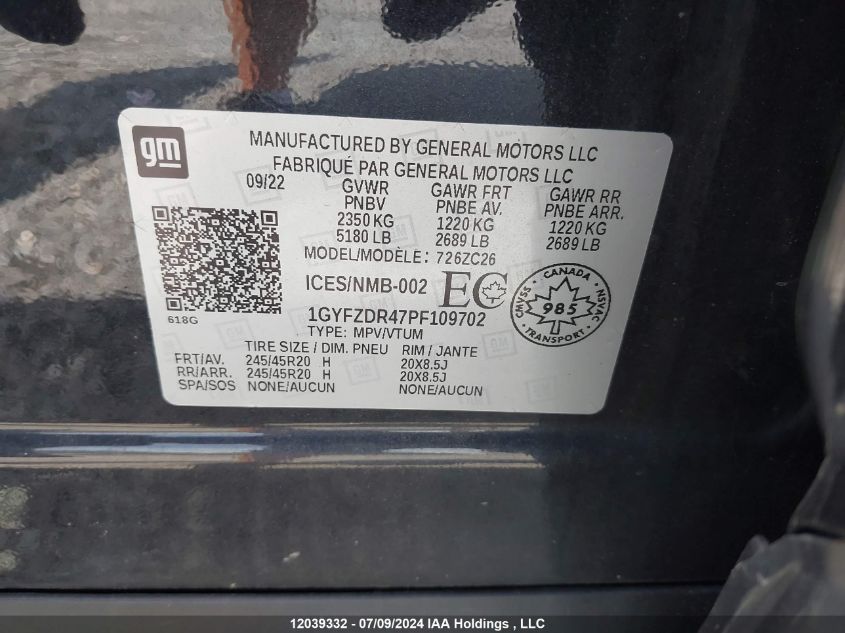 gm
MANUFACTURED BY GENERAL MOTORS LLC
FABRIQUÉ PAR GENERAL MOTORS LLC
09/22 GVWR GAWR FRT GAWR RR
PNBV PNBE AV. PNBE ARR.
2350 KG 1220 KG 1220 KG
5180 LB 2689 LB 2689 LB
MODEL/MODÈLE: 726ZC26
ICES/NMB-002 EC
CANADA
CMVSS 985 NSVAC
TRANSPORT
618G
1GYFZDR47PF109702
TYPE: MPV/VTUM
TIRE SIZE / DIM. PNEU RIM / JANTE
FRT/AV. 245/45R20 H 20X8.5J
RR/ARR. 245/45R20 H 20X8.5J
SPA/SOS NONE/AUCUN NONE/AUCUN
12039332 - 07/09/2024 IAA Holdings , LLC